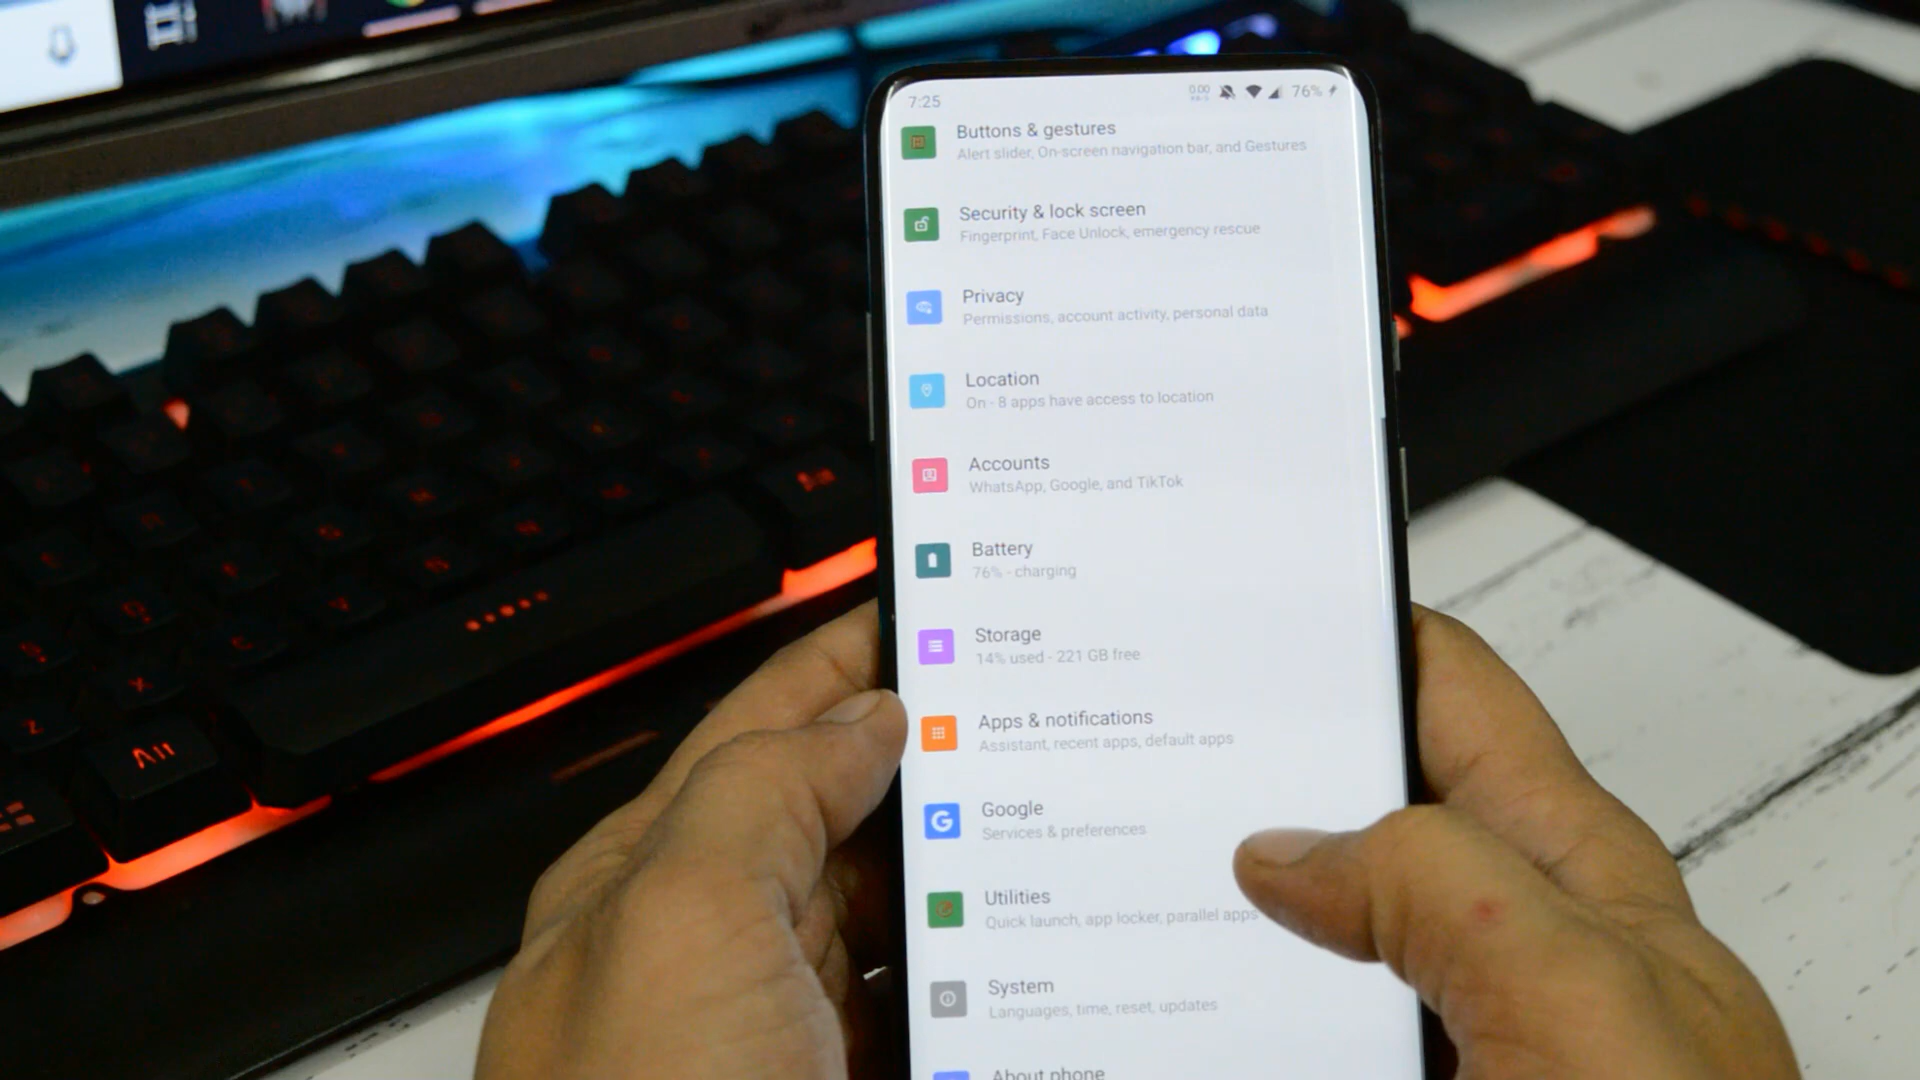 7:25
0.00
76%
Buttons & gestures
Alert slider, On-screen navigation bar, and Gestures
Security & lock screen
Fingerprint, Face Unlock, emergency rescue
Privacy
Permissions, account activity, personal data
Location
On - 8 apps have access to location
Accounts
WhatsApp, Google, and TikTok
Battery
76% - charging
Storage
14% used - 221 GB free
Apps & notifications
Assistant, recent apps, default apps
Google
Services & preferences
Utilities
Quick launch, app locker, parallel apps
System
Languages, time, reset, updates
About phone
Z
X
C
V
Alt